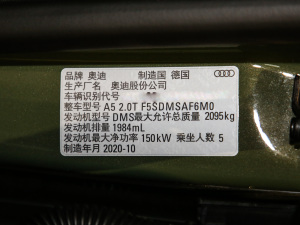 品牌 奥迪 制造国 德国
生产厂名 奥迪股份公司
车辆识别代号
整车型号 A5 2.0T F5SDMSAF6M0
发动机型号 DMS最大允许总质量 2095kg
发动机排量 1984mL
发动机最大净功率 150kW 乘坐人数 5
制造年月 2020-10